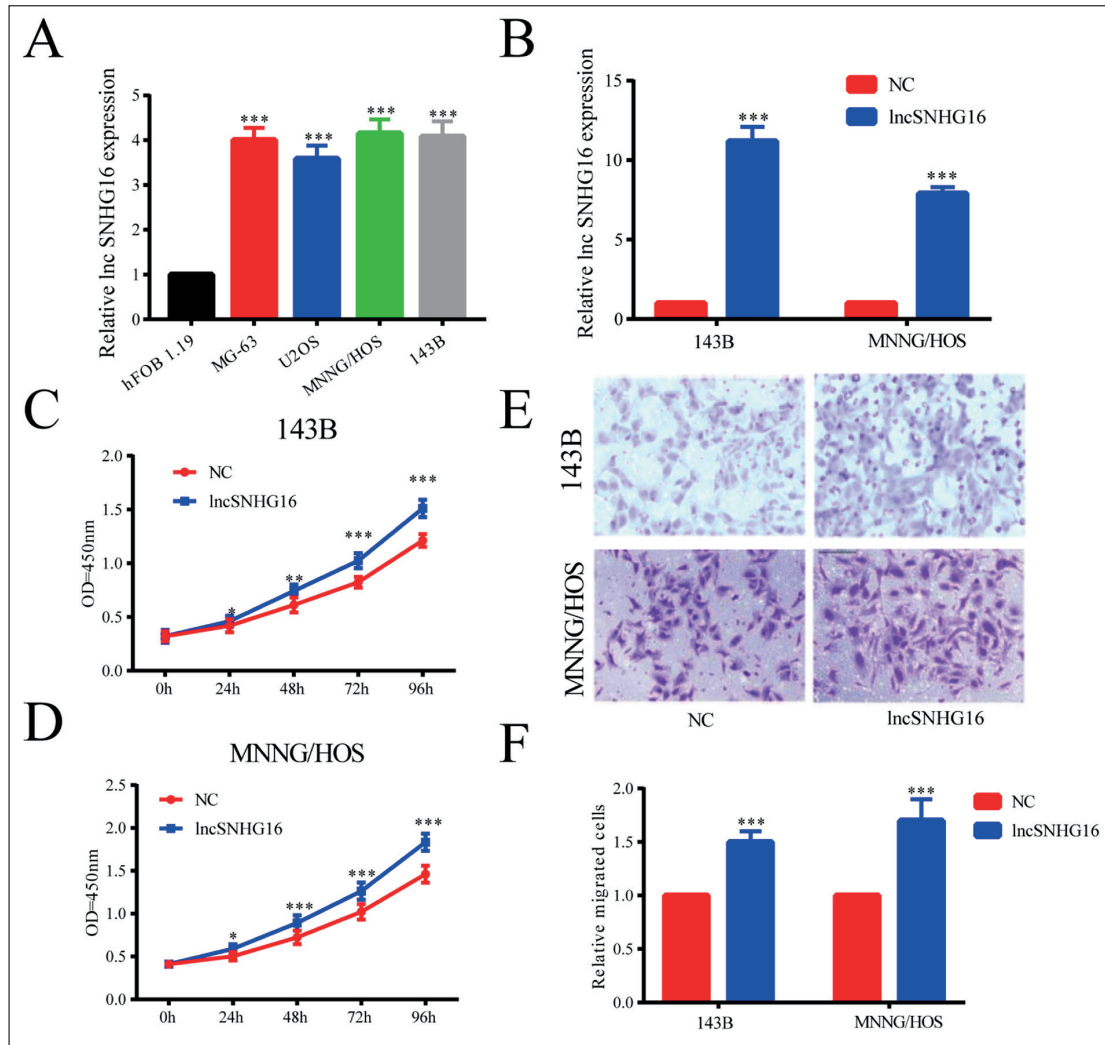 A
Relative lnc SNHG16 expression
5
4
3
2
1
0
***
***
***
***
hFOB 1.19
MG-63
U2OS
MNNG/HOS
143B
B
Relative lnc SNHG16 expression
15
10
5
0
NC
lncSNHG16
***
***
143B
MNNG/HOS
C
143B
OD=450nm
2.0
1.5
1.0
0.5
0.0
NC
lncSNHG16
*
**
***
***
0h
24h
48h
72h
96h
D
MNNG/HOS
OD=450nm
2.5
2.0
1.5
1.0
0.5
0.0
NC
lncSNHG16
*
***
***
***
0h
24h
48h
72h
96h
E
143B
MNNG/HOS
NC
lncSNHG16
F
Relative migrated cells
2.0
1.5
1.0
0.5
0.0
***
***
NC
lncSNHG16
143B
MNNG/HOS